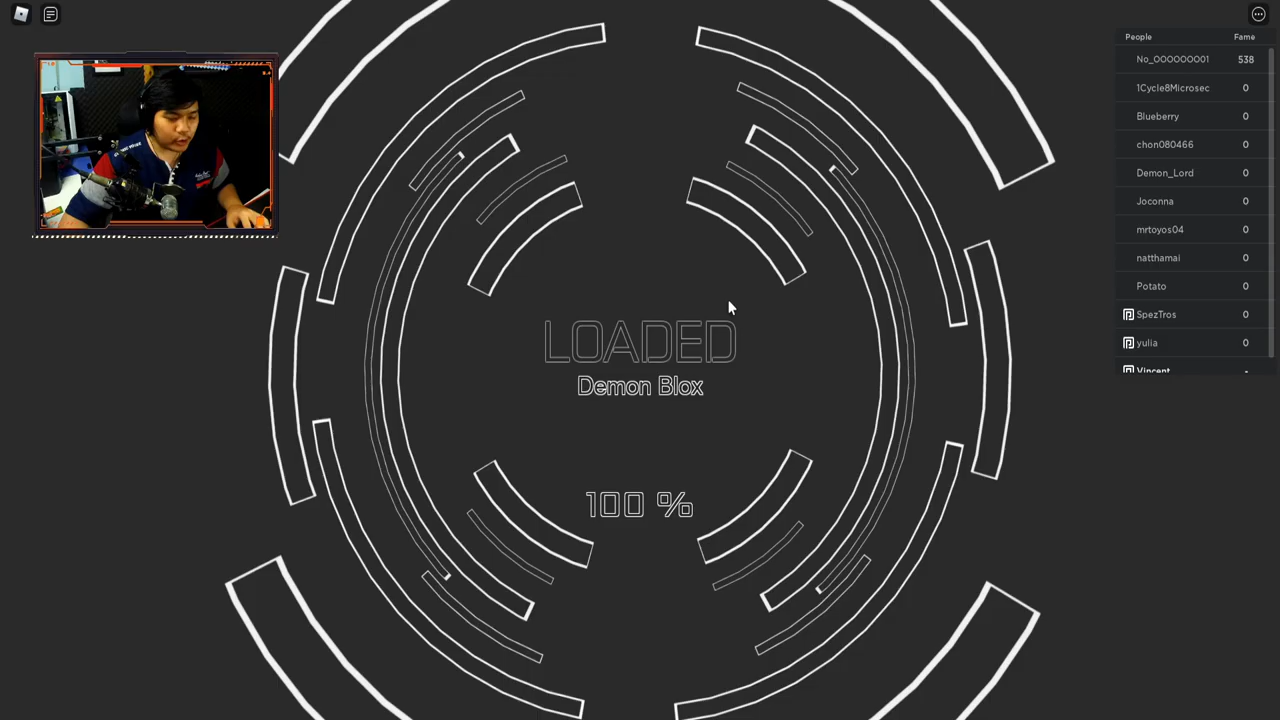 People Fame
No_000000001 538
1Cycle8Microsec 0
Blueberry 0
chon080466 0
Demon_Lord 0
Joconna 0
mrtoyos04 0
natthamai 0
Potato 0
SpezTros 0
yulia 0
Vincent -
LOADED
Demon Blox
100 %